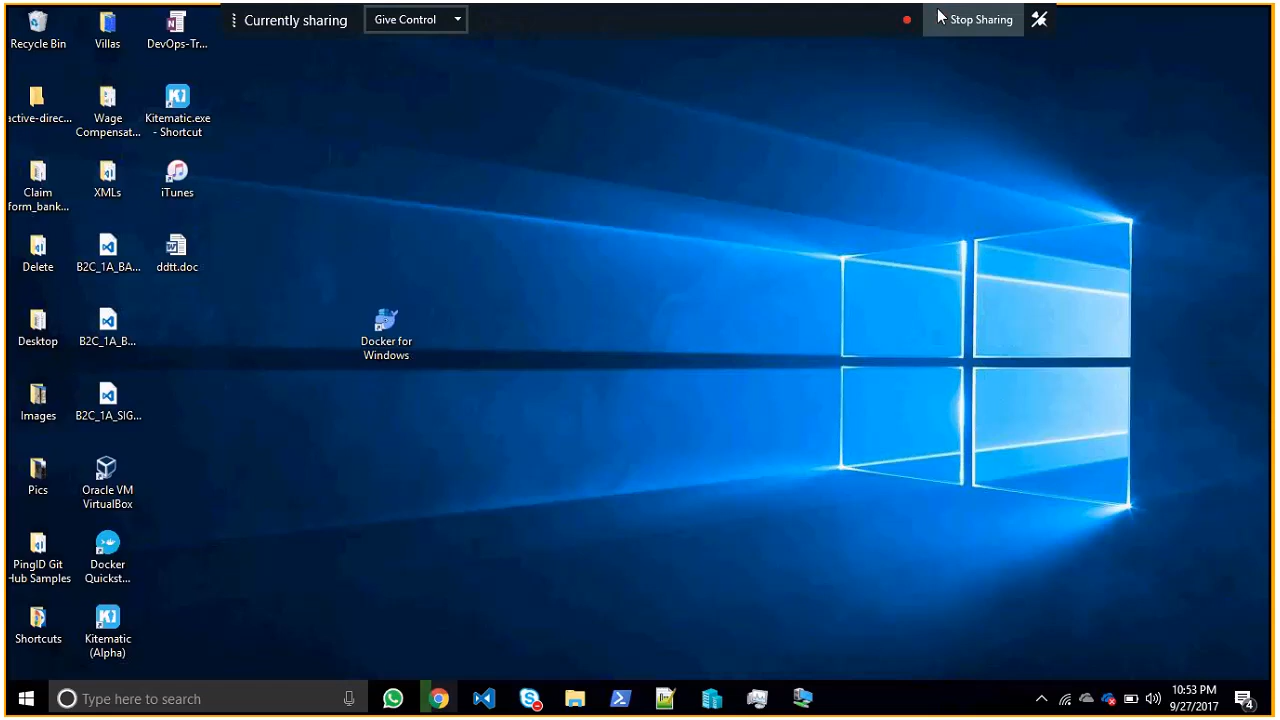 Currently sharing
Give Control
Stop Sharing
Recycle Bin
Villas
DevOps-Tr...
active-direc...
Wage
Compensat...
Kitematic.exe
- Shortcut
Claim
form_bank...
XMLs
iTunes
Delete
B2C_1A_BA...
ddtt.doc
Desktop
B2C_1A_B...
Docker for
Windows
Images
B2C_1A_SIG...
Pics
Oracle VM
VirtualBox
PingID Git
Hub Samples
Docker
Quickst...
Shortcuts
Kitematic
(Alpha)
Type here to search
10:53 PM
9/27/2017
4